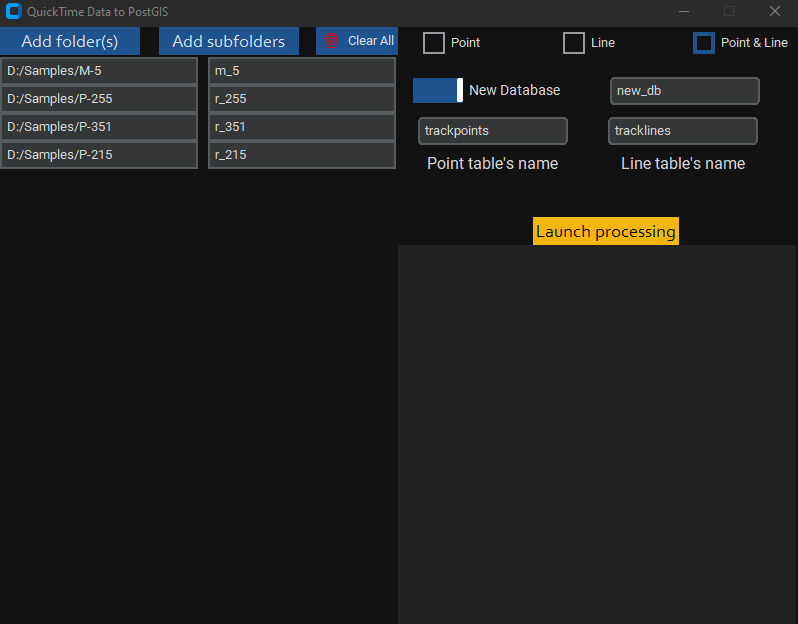 QuickTime Data to PostGIS
Add folder(s) Add subfolders Clear All
D:/Samples/M-5 m_5
D:/Samples/P-255 r_255
D:/Samples/P-351 r_351
D:/Samples/P-215 r_215
Point Line Point & Line
New Database new_db
trackpoints tracklines
Point table's name Line table's name
Launch processing